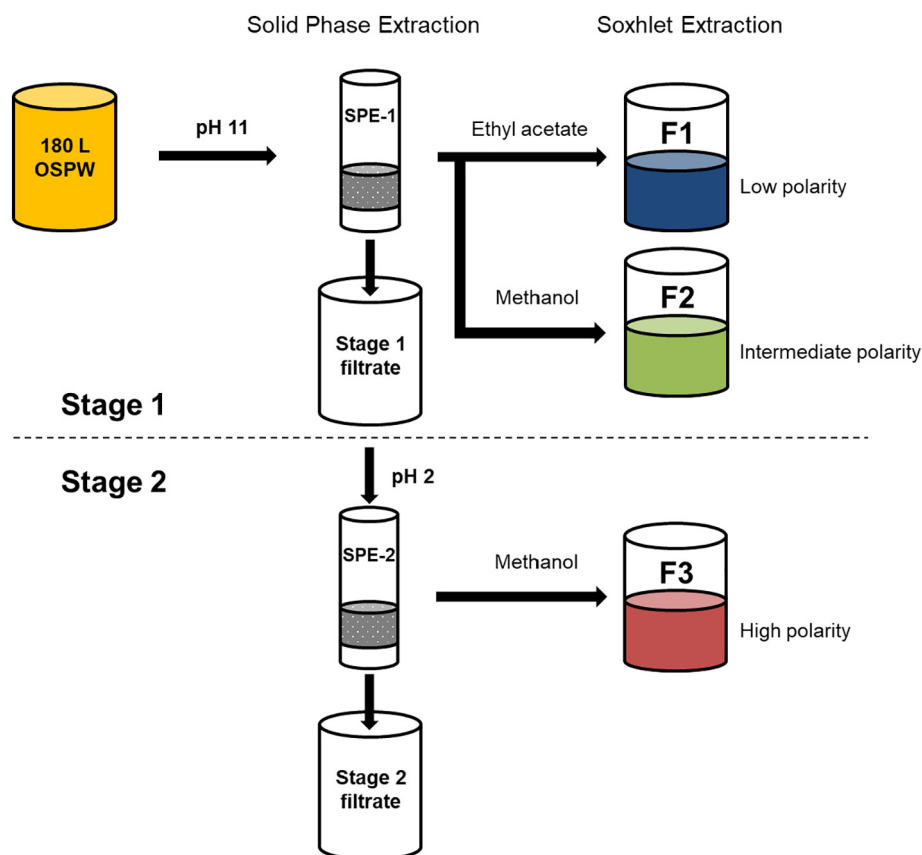 Solid Phase Extraction
Soxhlet Extraction
180 L
OSPW
pH 11
SPE-1
Ethyl acetate
F1
Low polarity
Stage 1
filtrate
Methanol
F2
Intermediate polarity
Stage 1
Stage 2
pH 2
SPE-2
Methanol
F3
High polarity
Stage 2
filtrate